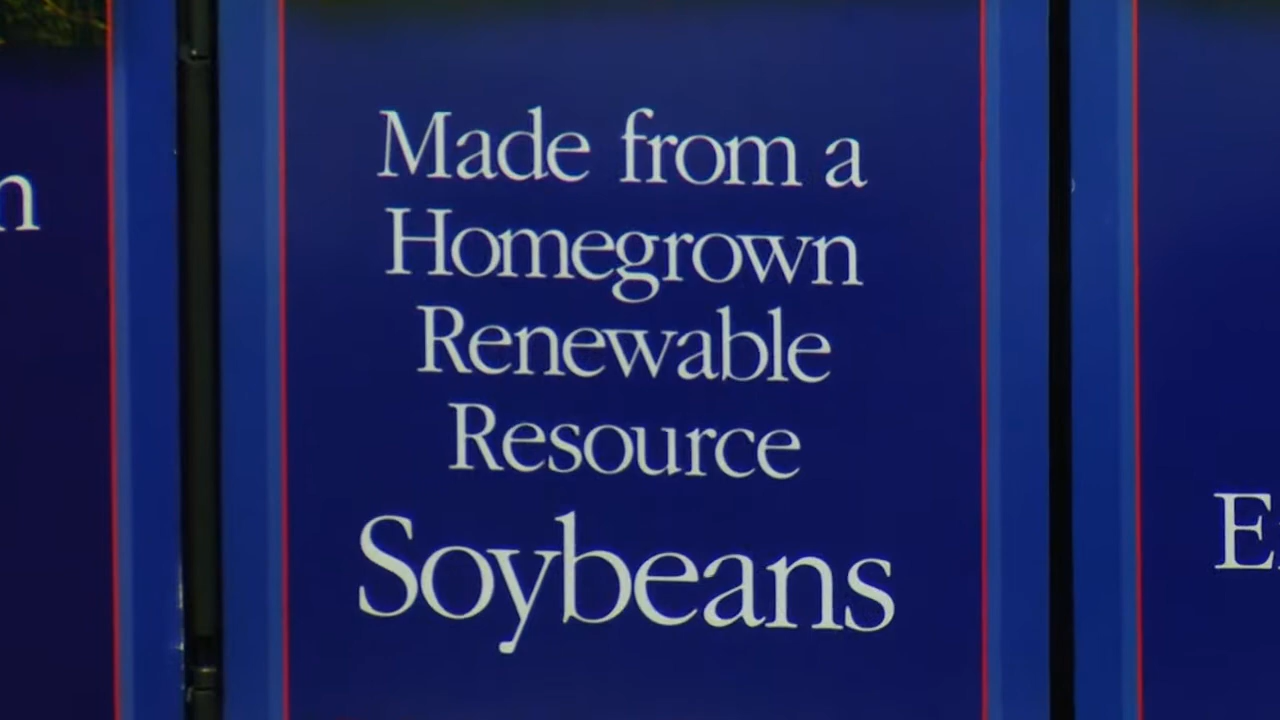 Made from a
Homegrown
Renewable
Resource
Soybeans